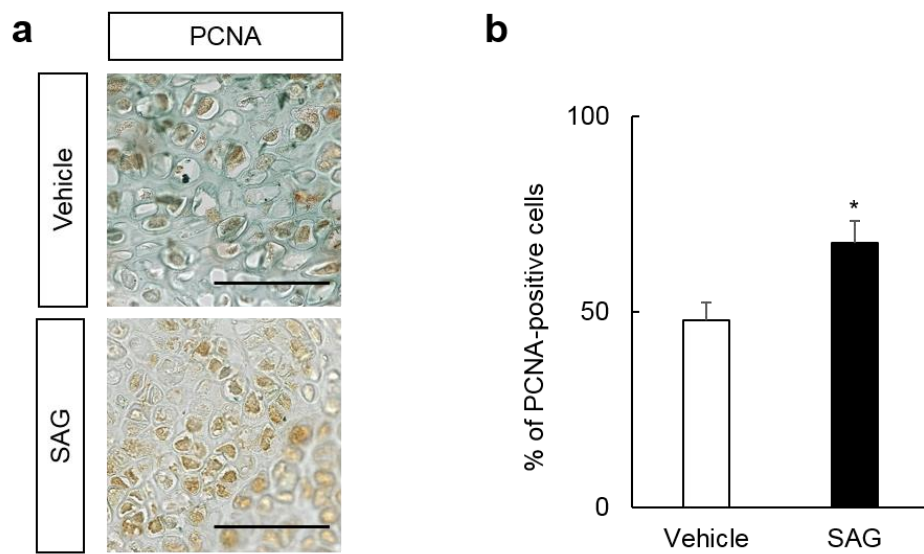 a
PCNA
Vehicle
SAG
b
% of PCNA-positive cells
100
50
0
*
Vehicle
SAG